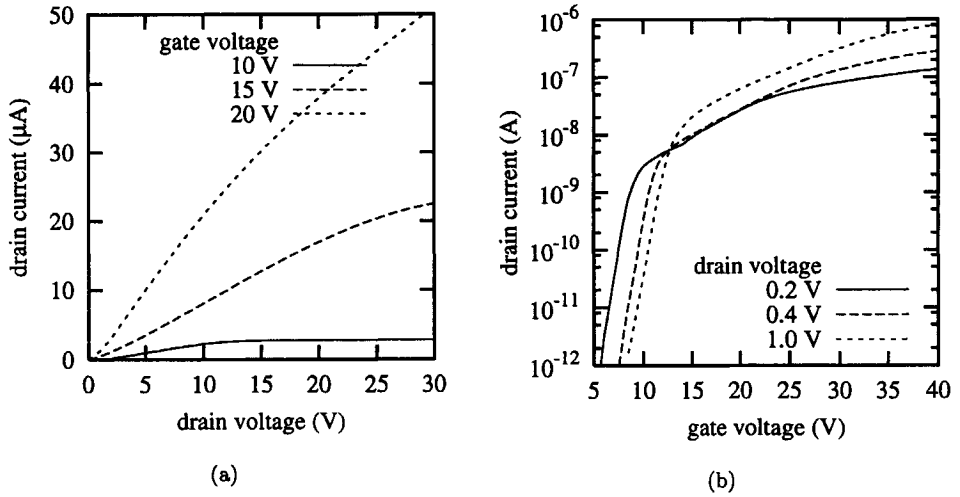 50
40
30
20
10
0
drain current (μA)
gate voltage
10 V
15 V
20 V
0 5 10 15 20 25 30
drain voltage (V)
(a)
10-6
10-7
10-8
10-9
10-10
10-11
10-12
drain current (A)
drain voltage
0.2 V
0.4 V
1.0 V
5 10 15 20 25 30 35 40
gate voltage (V)
(b)